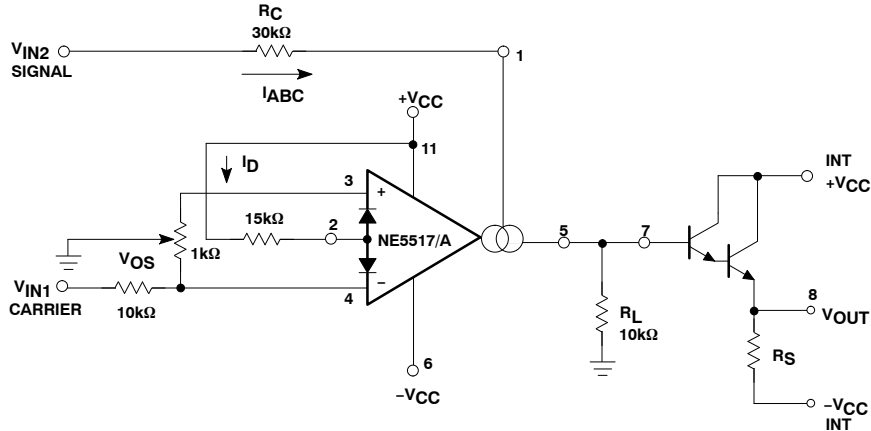 RC
30kΩ
VIN2
SIGNAL
1
IABC
+VCC
11
ID
3
+
INT
+VCC
15kΩ
2
NE5517/A
5
7
VOS
1kΩ
VIN1
CARRIER
10kΩ
4
−
RL
10kΩ
8
VOUT
6
−VCC
RS
−VCC
INT